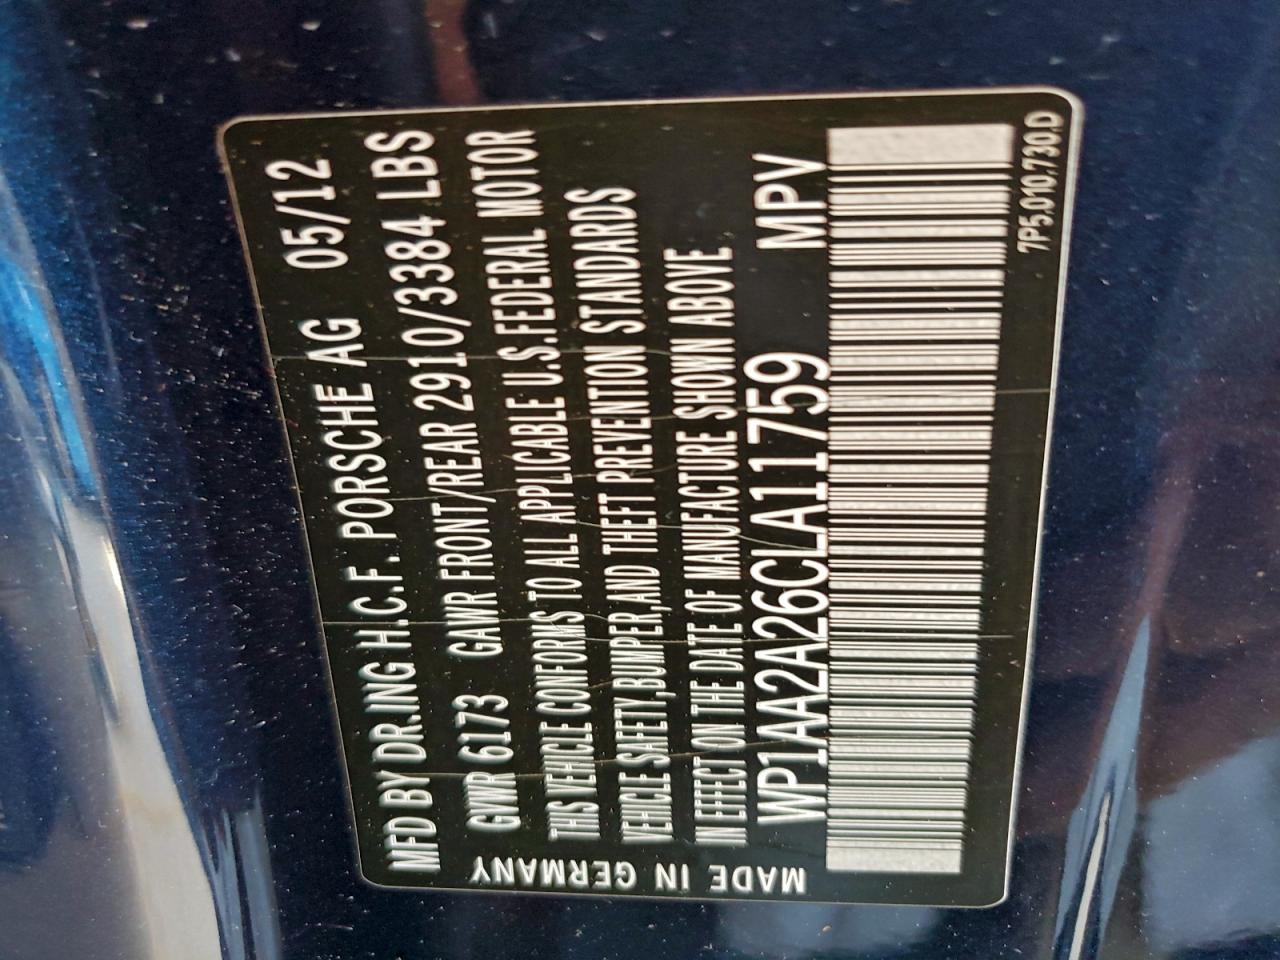 MFD BY DR.ING H.C.F. PORSCHE AG 05/12
GVWR 6173 GAWR FRONT/REAR 2910/3384 LBS
THIS VEHICLE CONFORMS TO ALL APPLICABLE U.S.FEDERAL MOTOR
VEHICLE SAFETY,BUMPER,AND THEFT PREVENTION STANDARDS
IN EFFECT ON THE DATE OF MANUFACTURE SHOWN ABOVE
WP1AA2A26CLA11759 MPV
7P5.010.730.D
MADE IN GERMANY